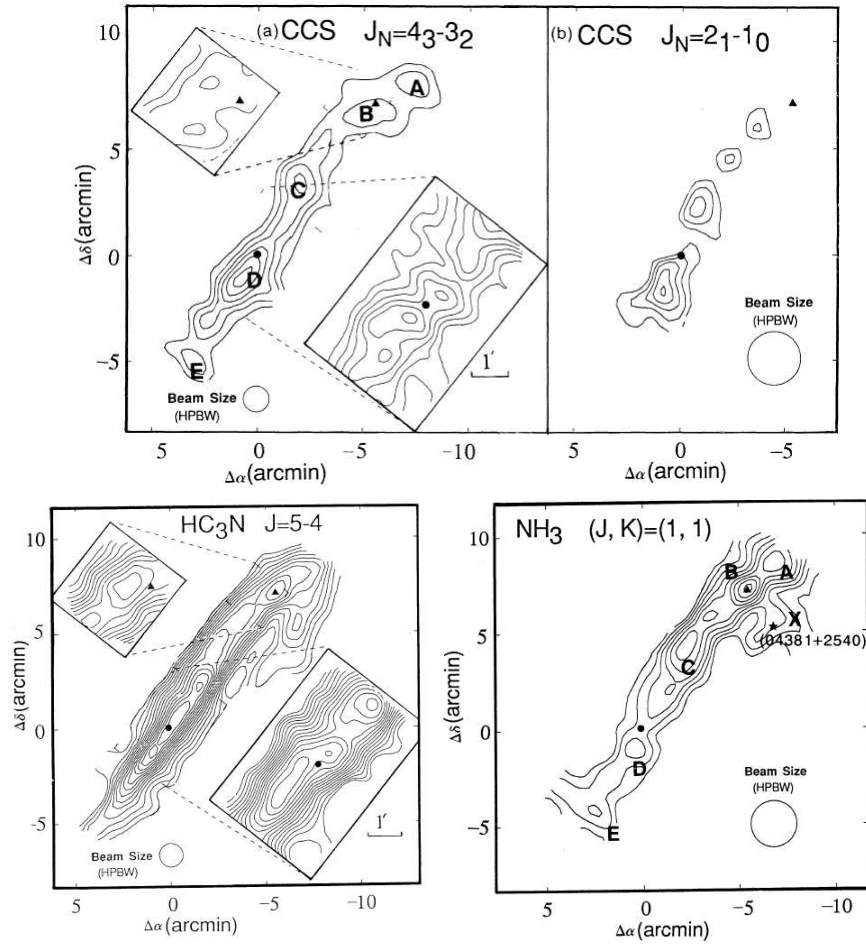 (a) CCS J_N=4_3-3_2
A
B
C
D
E
1'
Beam Size
(HPBW)
10
5
0
−5
Δδ(arcmin)
5
0
−5
−10
Δα(arcmin)
(b) CCS J_N=2_1-1_0
Beam Size
(HPBW)
5
0
−5
Δα(arcmin)
HC₃N J=5-4
1'
Beam Size
(HPBW)
10
5
0
-5
Δδ(arcmin)
5
0
-5
-10
Δα(arcmin)
NH₃ (J, K)=(1, 1)
B
A
X
(04381+2540)
C
D
E
Beam Size
(HPBW)
10
5
0
-5
Δδ(arcmin)
5
0
-5
-10
Δα(arcmin)